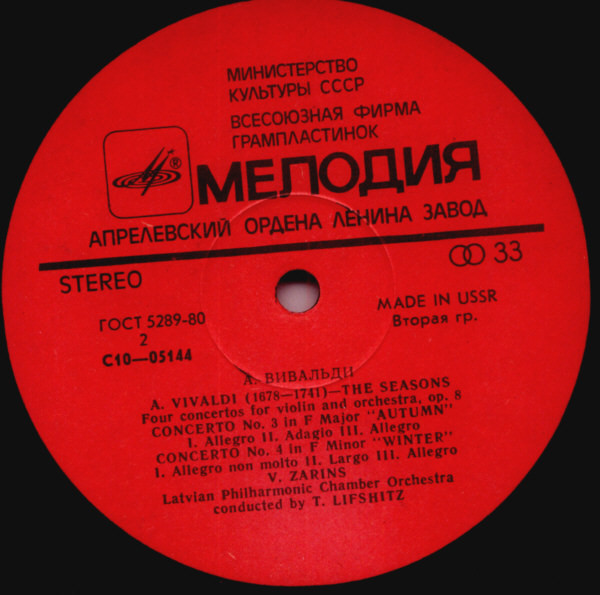 МИНИСТЕРСТВО
КУЛЬТУРЫ СССР
ВСЕСОЮЗНАЯ ФИРМА
ГРАМПЛАСТИНОК
® МЕЛОДИЯ
АПРЕЛЕВСКИЙ ОРДЕНА ЛЕНИНА ЗАВОД
STEREO
33
ГОСТ 5289-80
2
С10—05144
MADE IN USSR
Вторая гр.
А. ВИВАЛЬДИ
A. VIVALDI (1678—1741)—THE SEASONS
Four concertos for violin and orchestra, op. 8
CONCERTO No. 3 in F Major "AUTUMN"
I. Allegro II. Adagio III. Allegro
CONCERTO No. 4 in F Minor "WINTER"
I. Allegro non molto II. Largo III. Allegro
V. ZARINS
Latvian Philharmonic Chamber Orchestra
conducted by T. LIFSHITZ